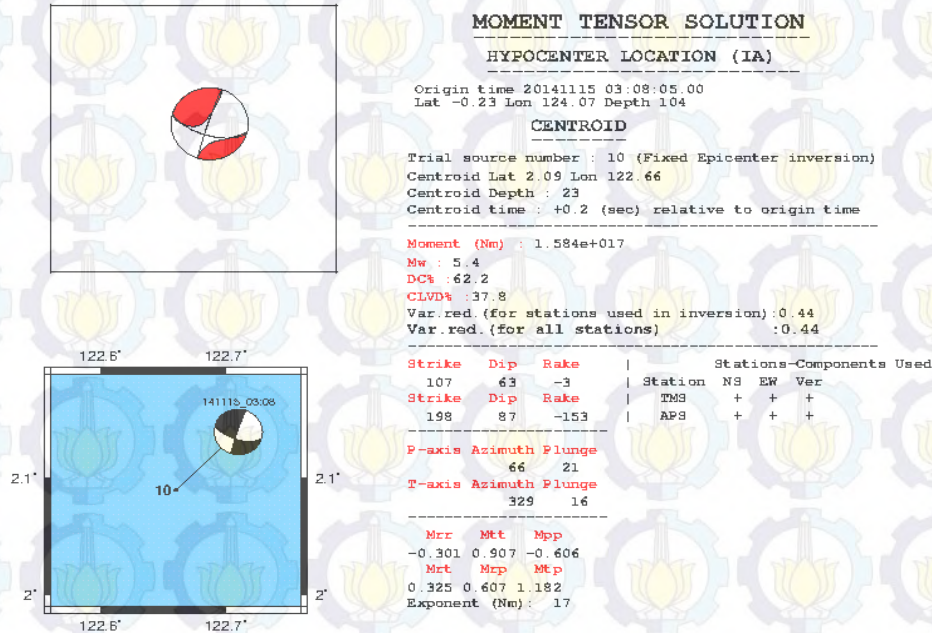 MOMENT TENSOR SOLUTION
HYPOCENTER LOCATION (IA)
Origin time 20141115 03:08:05.00
Lat -0.23 Lon 124.07 Depth 104
CENTROID
Trial source number : 10 (Fixed Epicenter inversion)
Centroid Lat 2.09 Lon 122.66
Centroid Depth : 23
Centroid time : +0.2 (sec) relative to origin time
Moment (Nm) : 1.584e+017
Mw : 5.4
DC% :62.2
CLVD% :37.8
Var.red.(for stations used in inversion):0.44
Var.red.(for all stations) :0.44
Strike Dip Rake | Stations-Components Used
107 63 -3 | Station NS EW Ver
Strike Dip Rake | TMS + + +
198 87 -153 | APS + + +
P-axis Azimuth Plunge
66 21
T-axis Azimuth Plunge
329 16
Mrr Mtt Mpp
-0.301 0.907 -0.606
Mrt Mrp Mtp
0.325 0.607 1.182
Exponent (Nm): 17
122.6° 122.7°
141115_03:08
2.1° 2.1°
10
2° 2°
122.6° 122.7°